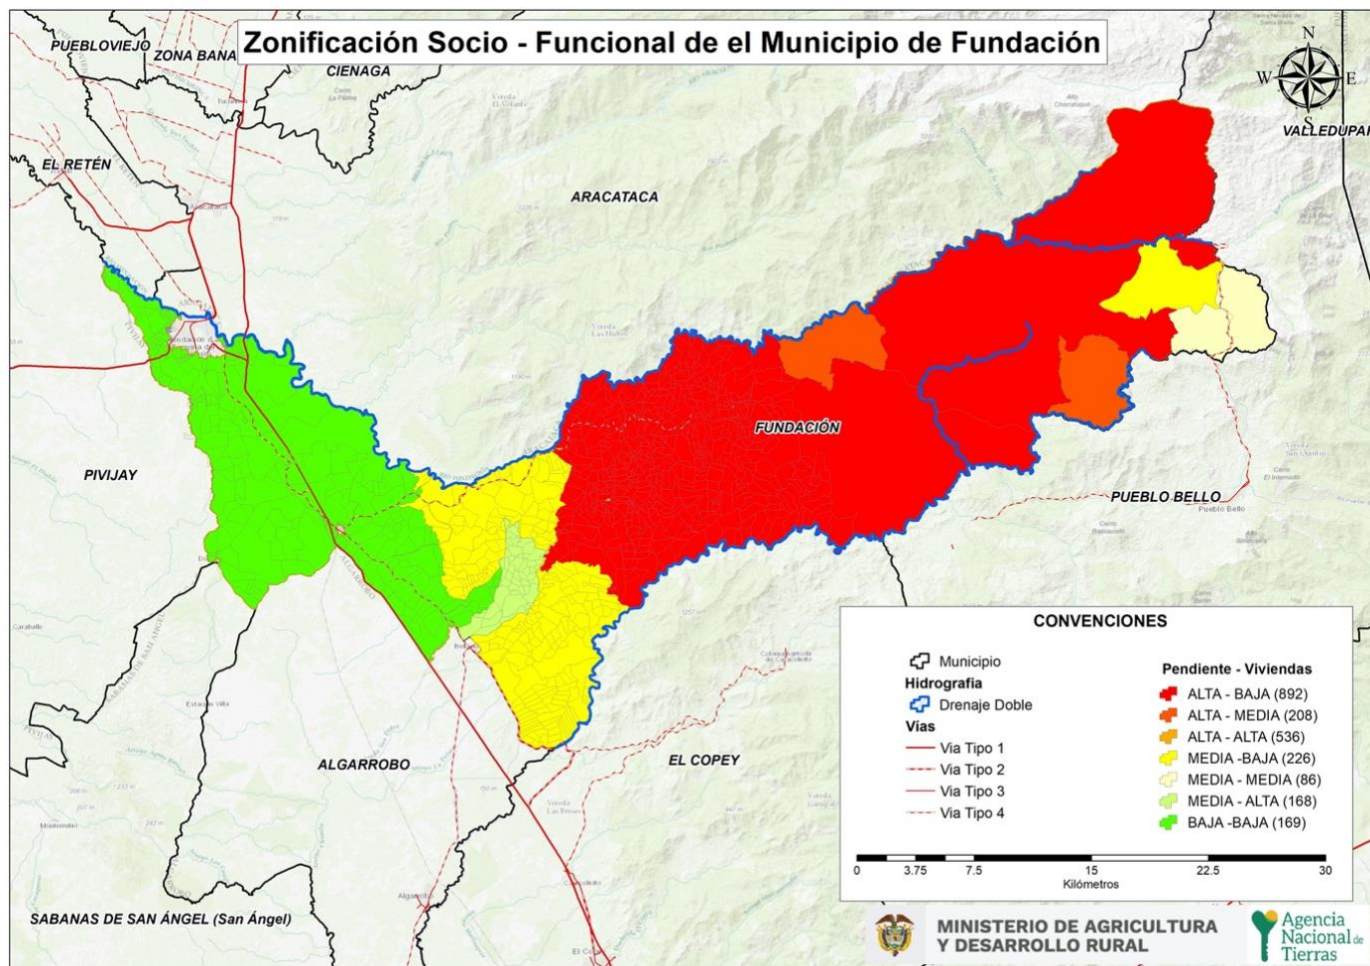 Zonificación Socio - Funcional de el Municipio de Fundación
PUEBLOVIEJO
ZONA BANA
CIENAGA
N
W
E
S
VALLEDUPAR
EL RETÉN
ARACATACA
FUNDACIÓN
PIVIJAY
PUEBLO BELLO
Pueblo Bello
ALGARROBO
EL COPEY
Algarrobo
SABANAS DE SAN ÁNGEL (San Ángel)
CONVENCIONES
Municipio
Hidrografia
Drenaje Doble
Vías
Via Tipo 1
Via Tipo 2
Via Tipo 3
Via Tipo 4
Pendiente - Viviendas
ALTA - BAJA (892)
ALTA - MEDIA (208)
ALTA - ALTA (536)
MEDIA -BAJA (226)
MEDIA - MEDIA (86)
MEDIA - ALTA (168)
BAJA -BAJA (169)
0 3.75 7.5 15 22.5 30
Kilómetros
MINISTERIO DE AGRICULTURA
Y DESARROLLO RURAL
Agencia
Nacional de
Tierras